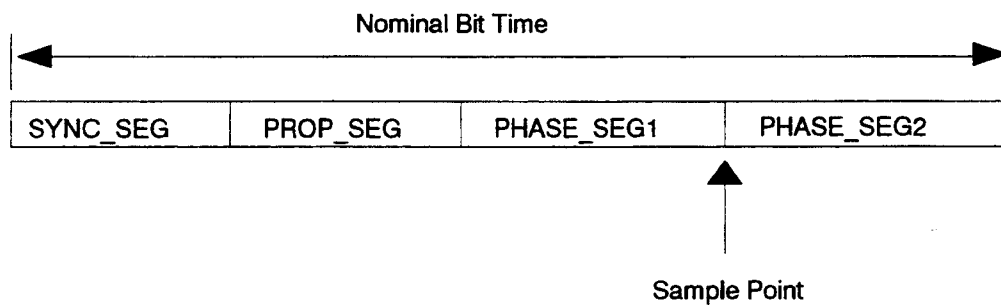 Nominal Bit Time
SYNC_SEG PROP_SEG PHASE_SEG1 PHASE_SEG2
Sample Point